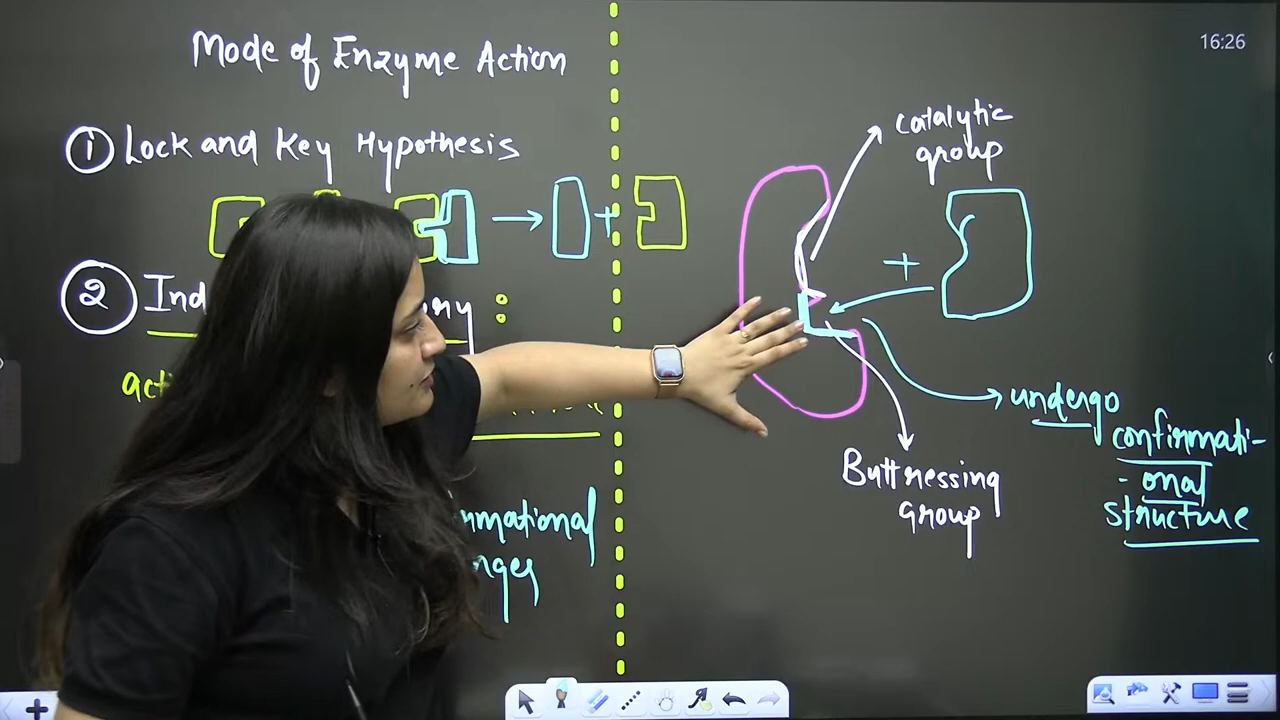 Mode of Enzyme Action
16:26
① Lock and Key Hypothesis
② Ind
catalytic
group
+
+
undergo
confirmati-
-onal
structure
Buttressing
group